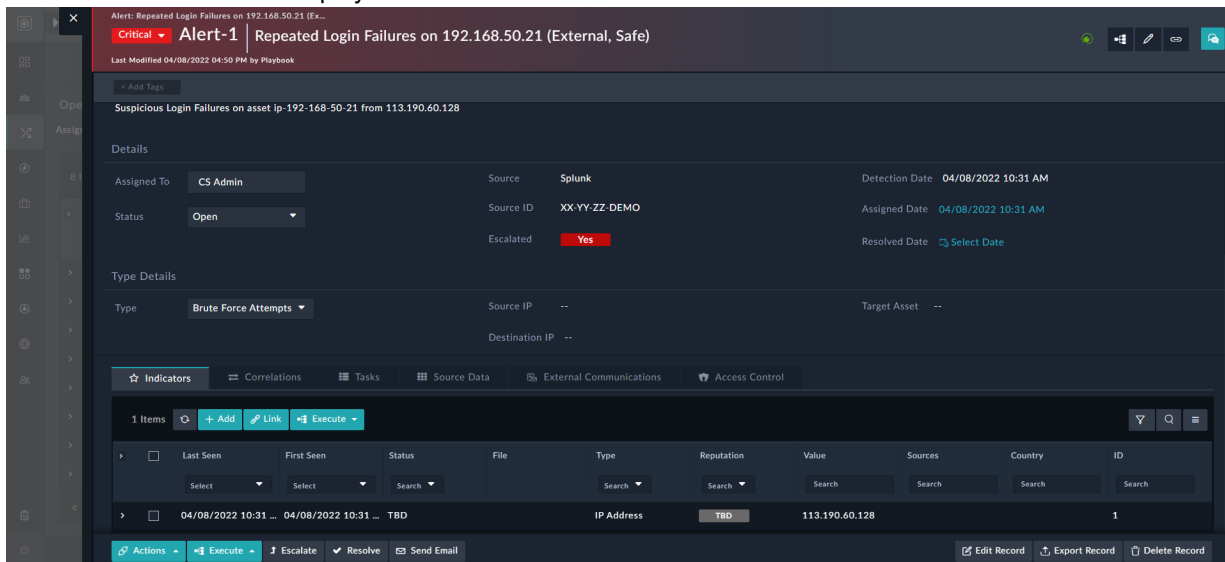 Alert: Repeated Login Failures on 192.168.50.21 (Ex...
Critical Alert-1 Repeated Login Failures on 192.168.50.21 (External, Safe)
Last Modified 04/08/2022 04:50 PM by Playbook
+ Add Tags
Suspicious Login Failures on asset ip-192-168-50-21 from 113.190.60.128
Ope
Assig
8 I
Details
Assigned To CS Admin Source Splunk Detection Date 04/08/2022 10:31 AM
Status Open Source ID XX-YY-ZZ-DEMO Assigned Date 04/08/2022 10:31 AM
Escalated Yes Resolved Date Select Date
Type Details
Type Brute Force Attempts Source IP -- Target Asset --
Destination IP --
Indicators Correlations Tasks Source Data External Communications Access Control
1 Items + Add Link Execute
Last Seen First Seen Status File Type Reputation Value Sources Country ID
Select Select Search Search Search Search Search Search Search
04/08/2022 10:31 ... 04/08/2022 10:31 ... TBD IP Address TBD 113.190.60.128 1
Actions Execute Escalate Resolve Send Email Edit Record Export Record Delete Record